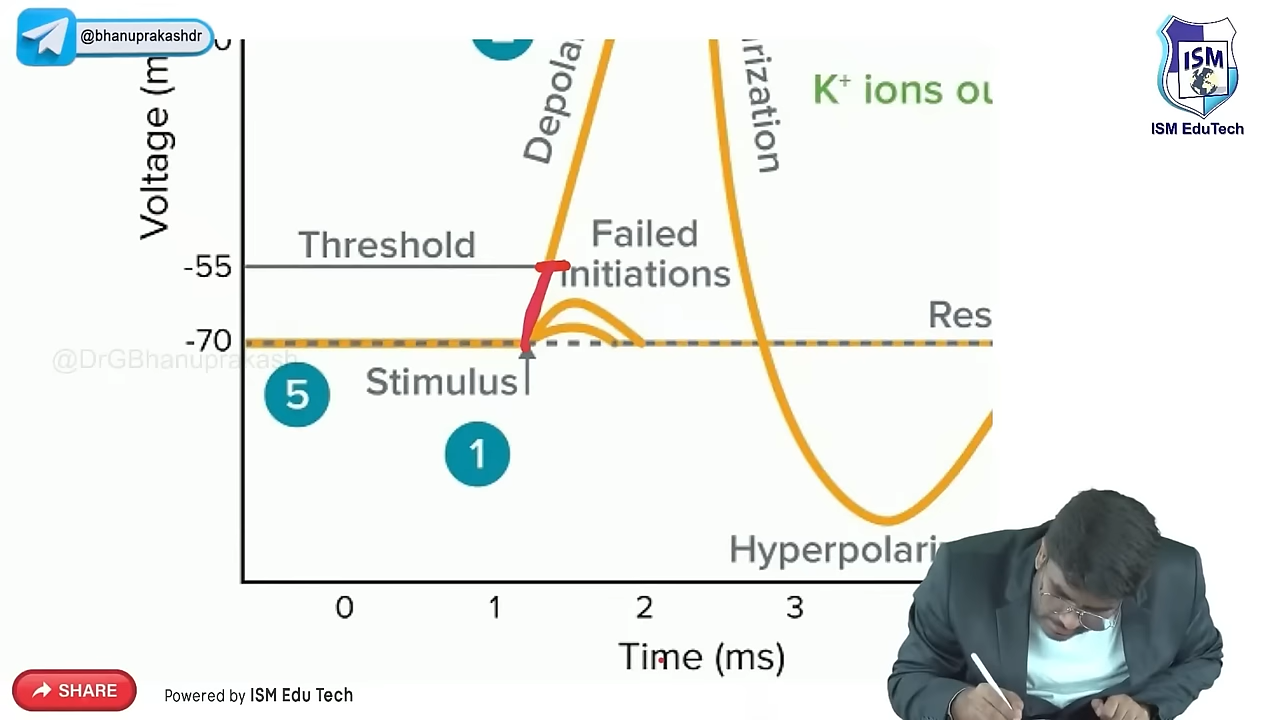 @bhanuprakashdr
ISM
ISM EduTech
Voltage (m
0
Depola
rization
K⁺ ions ou
Threshold
Failed
initiations
-55
-70
Res
@DrGBhanuprakash
Stimulus
5
1
Hyperpolari
0 1 2 3
Time (ms)
SHARE
Powered by ISM Edu Tech